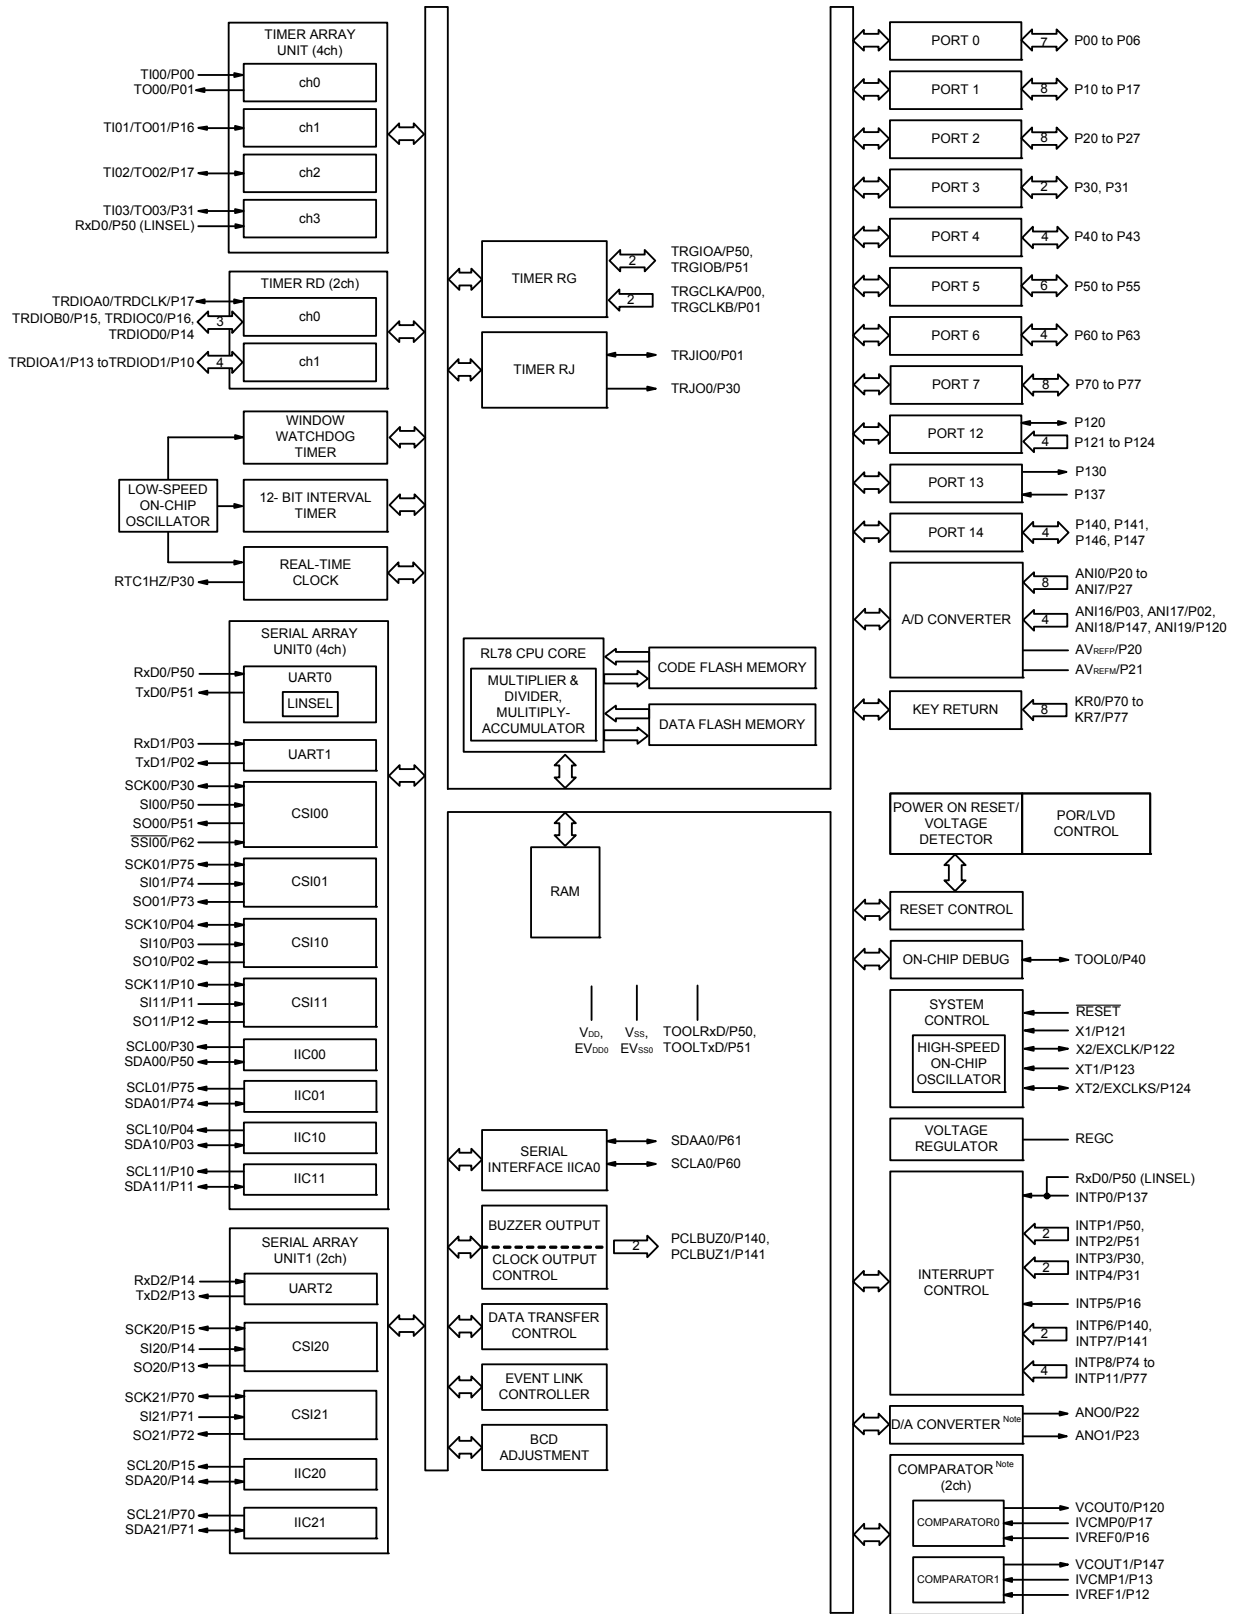 TIMER ARRAY
UNIT (4ch)
TI00/P00
TO00/P01
ch0
TI01/TO01/P16
ch1
TI02/TO02/P17
ch2
TI03/TO03/P31
RxD0/P50 (LINSEL)
ch3
TIMER RD (2ch)
TRDIOA0/TRDCLK/P17
TRDIOB0/P15, TRDIOC0/P16,
TRDIOD0/P14
3
ch0
TRDIOA1/P13 toTRDIOD1/P10
4
ch1
WINDOW
WATCHDOG
TIMER
LOW-SPEED
ON-CHIP
OSCILLATOR
12- BIT INTERVAL
TIMER
RTC1HZ/P30
REAL-TIME
CLOCK
SERIAL ARRAY
UNIT0 (4ch)
RxD0/P50
TxD0/P51
UART0
LINSEL
RxD1/P03
TxD1/P02
UART1
SCK00/P30
SI00/P50
SO00/P51
SSI00/P62
CSI00
SCK01/P75
SI01/P74
SO01/P73
CSI01
SCK10/P04
SI10/P03
SO10/P02
CSI10
SCK11/P10
SI11/P11
SO11/P12
CSI11
SCL00/P30
SDA00/P50
IIC00
SCL01/P75
SDA01/P74
IIC01
SCL10/P04
SDA10/P03
IIC10
SCL11/P10
SDA11/P11
IIC11
SERIAL ARRAY
UNIT1 (2ch)
RxD2/P14
TxD2/P13
UART2
SCK20/P15
SI20/P14
SO20/P13
CSI20
SCK21/P70
SI21/P71
SO21/P72
CSI21
SCL20/P15
SDA20/P14
IIC20
SCL21/P70
SDA21/P71
IIC21
TIMER RG
2
TRGIOA/P50,
TRGIOB/P51
2
TRGCLKA/P00,
TRGCLKB/P01
TIMER RJ
TRJIO0/P01
TRJO0/P30
RL78 CPU CORE
MULTIPLIER &
DIVIDER,
MULITIPLY-
ACCUMULATOR
CODE FLASH MEMORY
DATA FLASH MEMORY
RAM
VDD,
EVDD0
VSS,
EVSS0
TOOLRxD/P50,
TOOLTxD/P51
SERIAL
INTERFACE IICA0
SDAA0/P61
SCLA0/P60
BUZZER OUTPUT
CLOCK OUTPUT
CONTROL
2
PCLBUZ0/P140,
PCLBUZ1/P141
DATA TRANSFER
CONTROL
EVENT LINK
CONTROLLER
BCD
ADJUSTMENT
PORT 0
7
P00 to P06
PORT 1
8
P10 to P17
PORT 2
8
P20 to P27
PORT 3
2
P30, P31
PORT 4
4
P40 to P43
PORT 5
6
P50 to P55
PORT 6
4
P60 to P63
PORT 7
8
P70 to P77
PORT 12
P120
4
P121 to P124
PORT 13
P130
P137
PORT 14
4
P140, P141,
P146, P147
A/D CONVERTER
8
ANI0/P20 to
ANI7/P27
4
ANI16/P03, ANI17/P02,
ANI18/P147, ANI19/P120
AVREFP/P20
AVREFM/P21
KEY RETURN
8
KR0/P70 to
KR7/P77
POWER ON RESET/
VOLTAGE
DETECTOR
POR/LVD
CONTROL
RESET CONTROL
ON-CHIP DEBUG
TOOL0/P40
SYSTEM
CONTROL
HIGH-SPEED
ON-CHIP
OSCILLATOR
RESET
X1/P121
X2/EXCLK/P122
XT1/P123
XT2/EXCLKS/P124
VOLTAGE
REGULATOR
REGC
INTERRUPT
CONTROL
RxD0/P50 (LINSEL)
INTP0/P137
2
INTP1/P50,
INTP2/P51
2
INTP3/P30,
INTP4/P31
INTP5/P16
2
INTP6/P140,
INTP7/P141
4
INTP8/P74 to
INTP11/P77
D/A CONVERTER Note
ANO0/P22
ANO1/P23
COMPARATOR Note
(2ch)
COMPARATOR0
VCOUT0/P120
IVCMP0/P17
IVREF0/P16
COMPARATOR1
VCOUT1/P147
IVCMP1/P13
IVREF1/P12